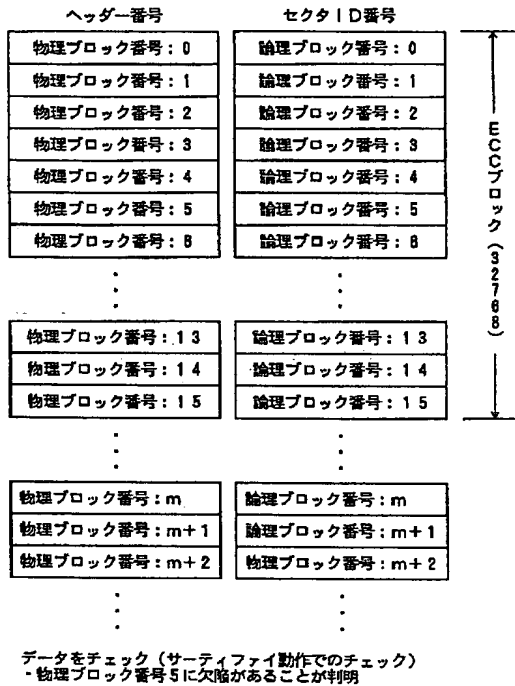 ヘッダー番号 セクタID番号
物理ブロック番号:0 論理ブロック番号:0
物理ブロック番号:1 論理ブロック番号:1
物理ブロック番号:2 論理ブロック番号:2
物理ブロック番号:3 論理ブロック番号:3
物理ブロック番号:4 論理ブロック番号:4
物理ブロック番号:5 論理ブロック番号:5
物理ブロック番号:6 論理ブロック番号:6
物理ブロック番号:13 論理ブロック番号:13
物理ブロック番号:14 論理ブロック番号:14
物理ブロック番号:15 論理ブロック番号:15
ECCブロック(32768)
物理ブロック番号:m 論理ブロック番号:m
物理ブロック番号:m+1 論理ブロック番号:m+1
物理ブロック番号:m+2 物理ブロック番号:m+2
データをチェック(サーティファイ動作でのチェック)
・物理ブロック番号5に欠陥があることが判明